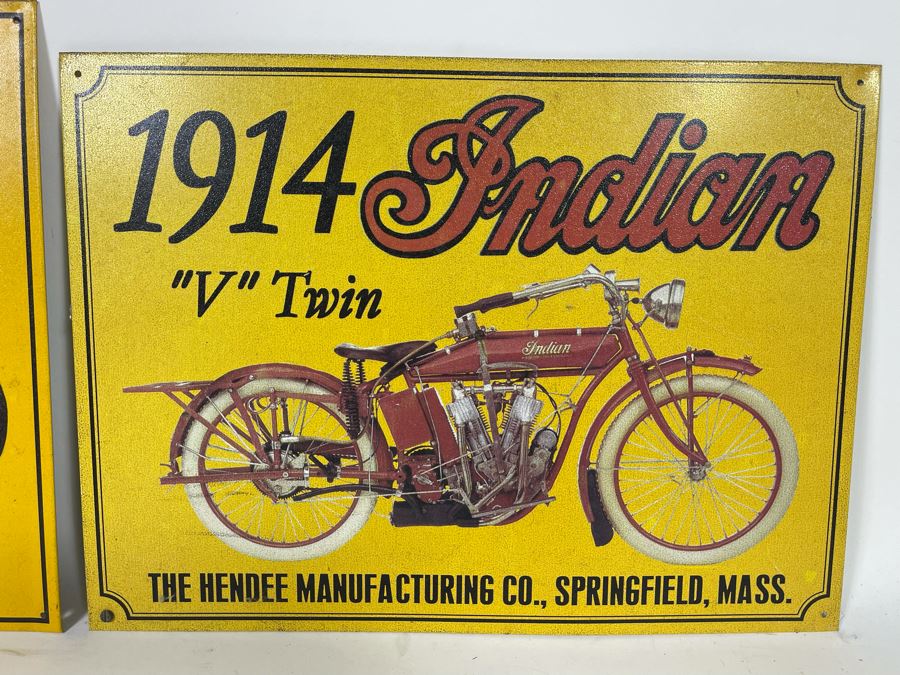 1914 Indian
"V" Twin
Indian
THE HENDEE MANUFACTURING CO., SPRINGFIELD, MASS.